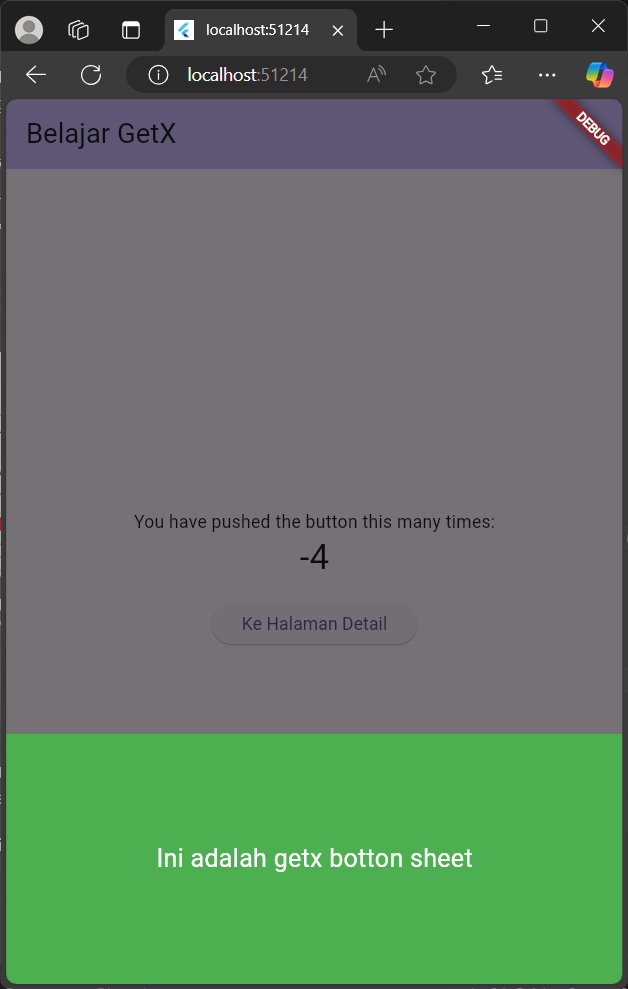 localhost:51214
localhost:51214
Belajar GetX
DEBUG
You have pushed the button this many times:
-4
Ke Halaman Detail
Ini adalah getx botton sheet